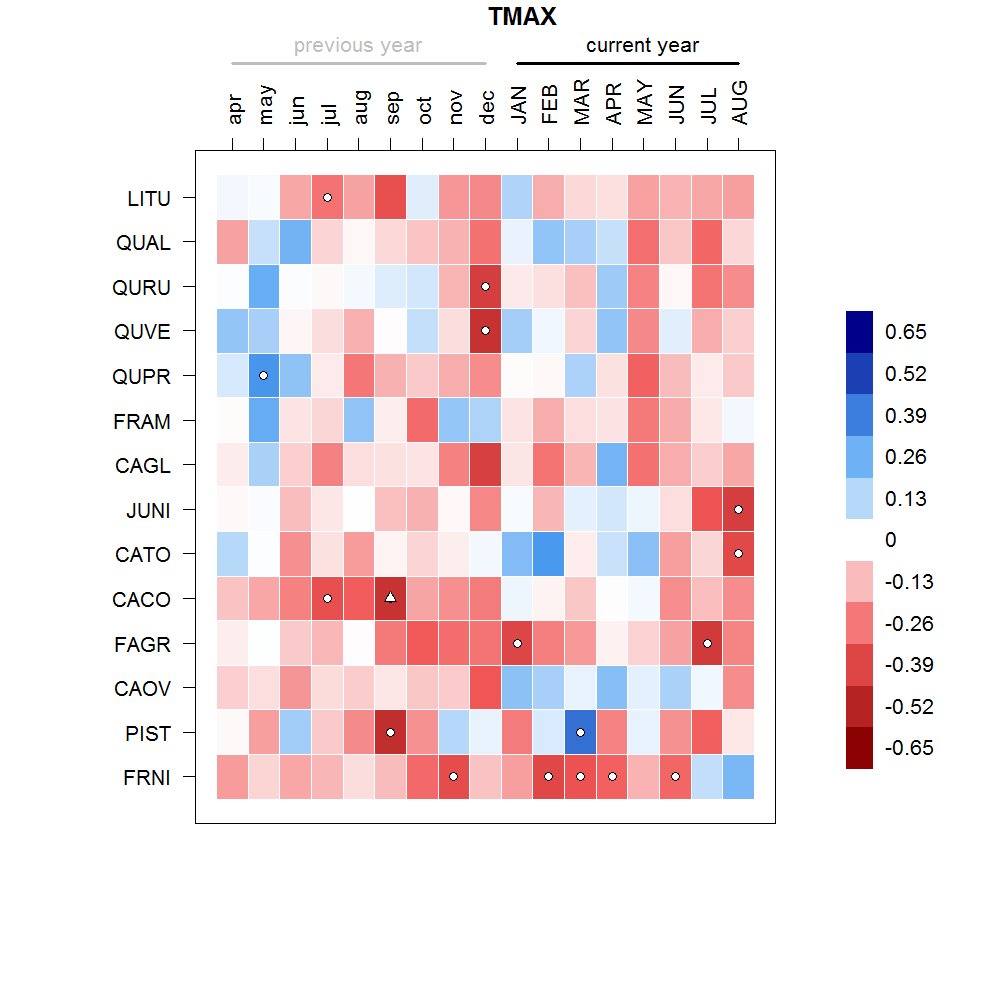 TMAX
previous year current year
apr may jun jul aug sep oct nov dec JAN FEB MAR APR MAY JUN JUL AUG
LITU
QUAL
QURU
QUVE
QUPR
FRAM
CAGL
JUNI
CATO
CACO
FAGR
CAOV
PIST
FRNI
0.65
0.52
0.39
0.26
0.13
0
-0.13
-0.26
-0.39
-0.52
-0.65